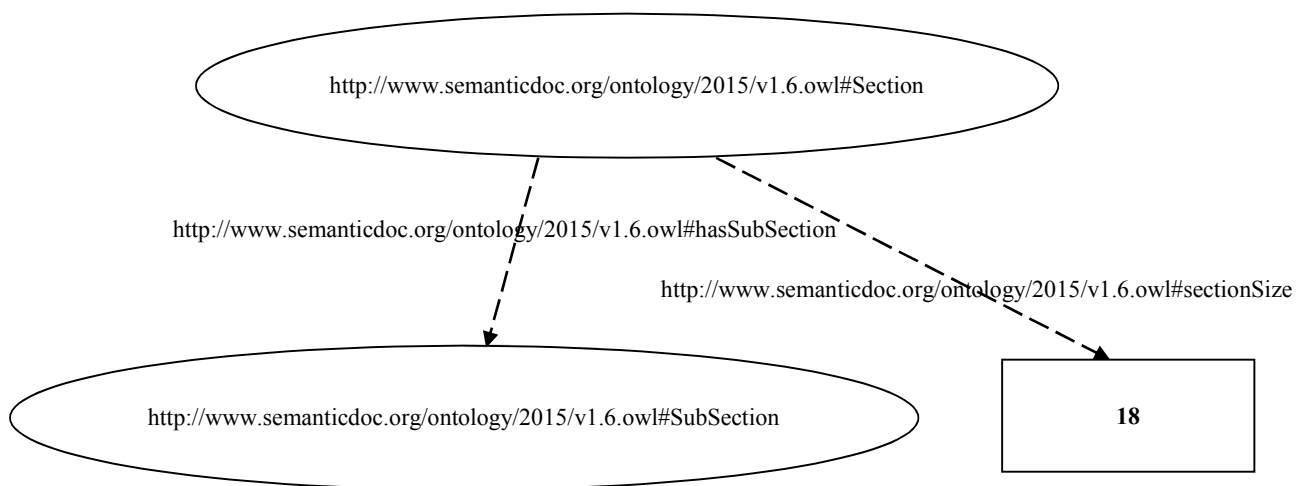 http://www.semanticdoc.org/ontology/2015/v1.6.owl#Section
http://www.semanticdoc.org/ontology/2015/v1.6.owl#hasSubSection
http://www.semanticdoc.org/ontology/2015/v1.6.owl#sectionSize
http://www.semanticdoc.org/ontology/2015/v1.6.owl#SubSection
18